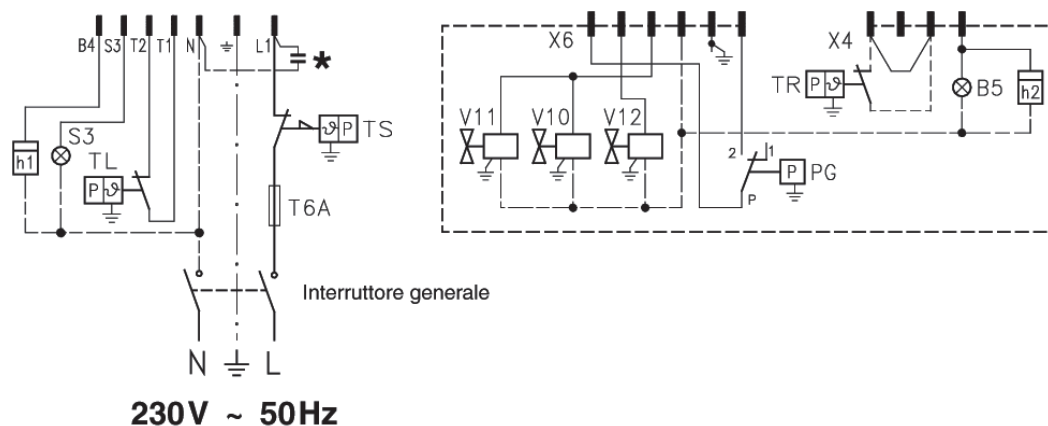 B4 S3 T2 T1 N L1
*
X6
X4
h1
S3
TL
P ϑ
ϑ P TS
T6A
Interruttore generale
N L
230V ~ 50Hz
V11 V10 V12
2 1
P
P PG
TR P ϑ
B5
h2